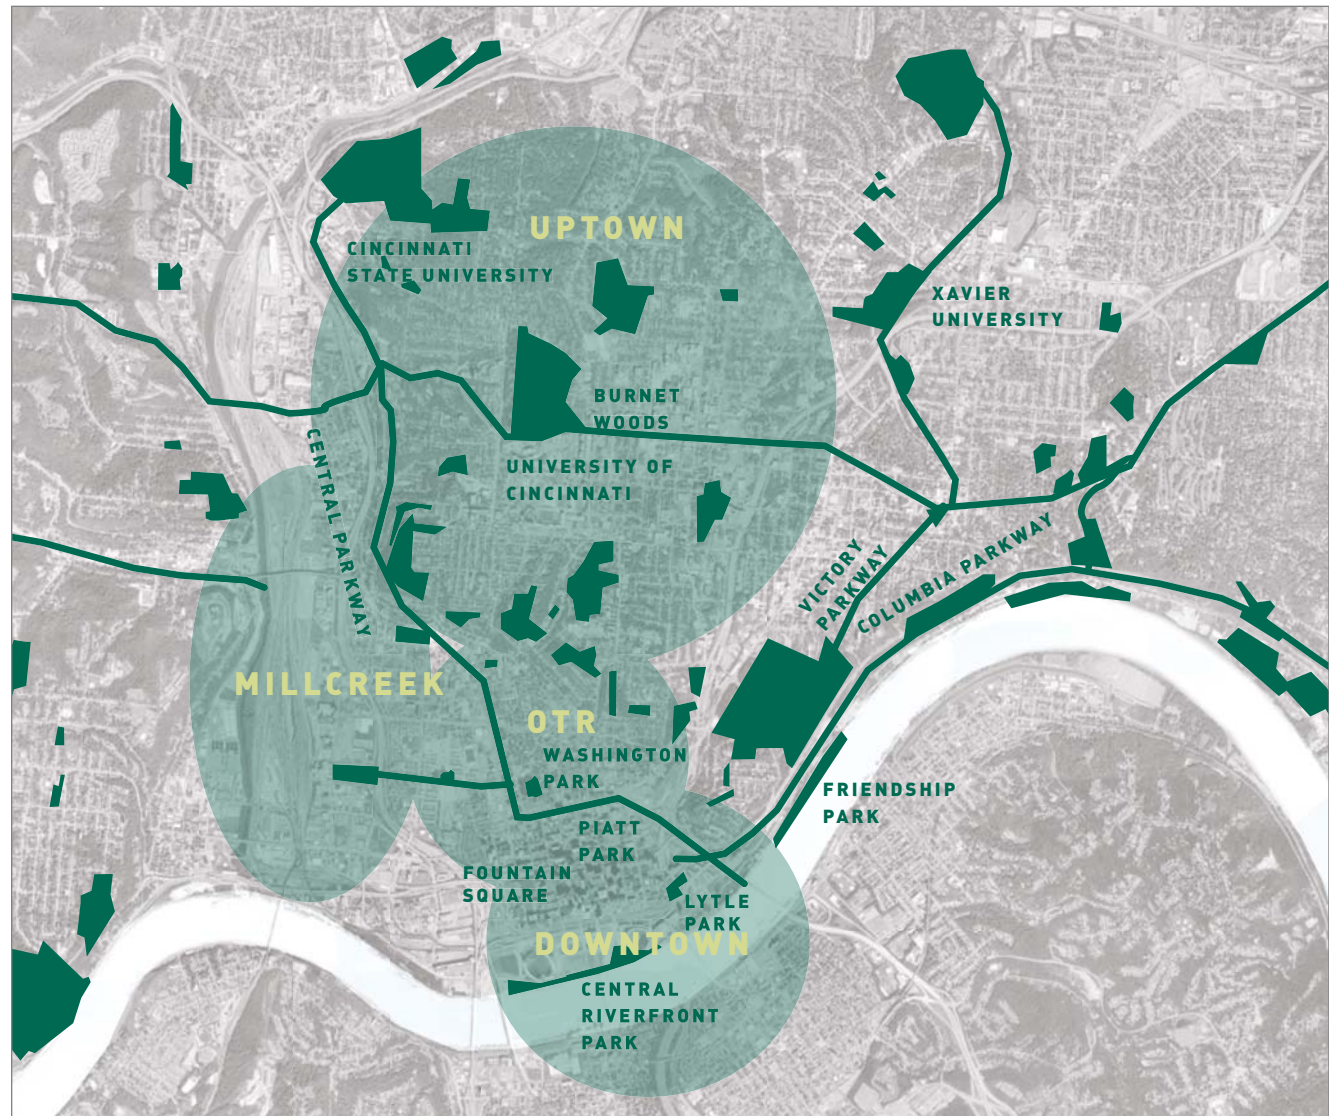 UPTOWN
CINCINNATI
STATE UNIVERSITY
XAVIER
UNIVERSITY
BURNET
WOODS
CENTRAL PARKWAY
UNIVERSITY OF
CINCINNATI
VICTORY
PARKWAY
COLUMBIA PARKWAY
MILLCREEK
OTR
WASHINGTON
PARK
FRIENDSHIP
PARK
PIATT
PARK
FOUNTAIN
SQUARE
LYTLE
PARK
DOWNTOWN
CENTRAL
RIVERFRONT
PARK